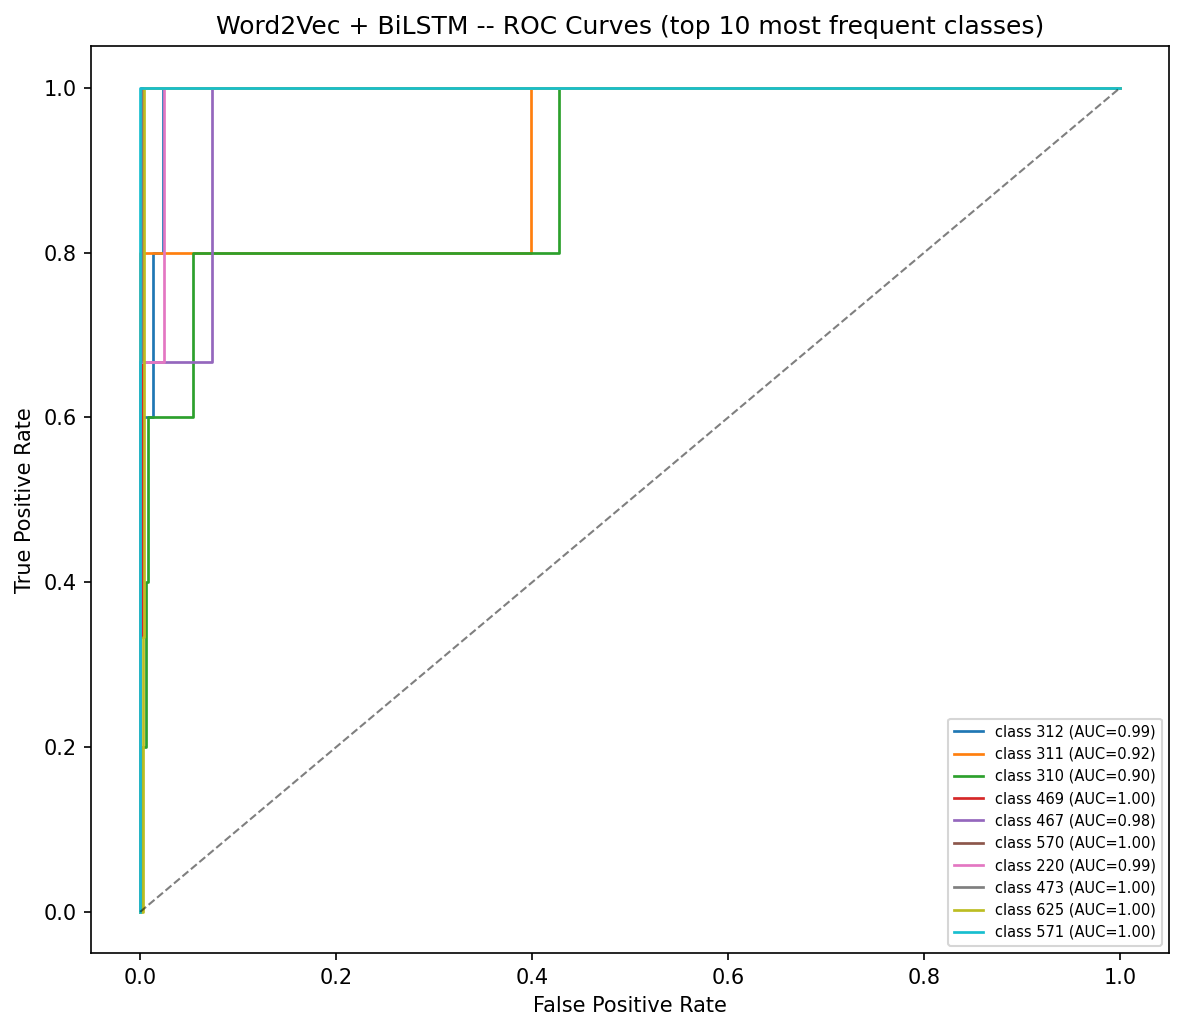 Word2Vec + BiLSTM -- ROC Curves (top 10 most frequent classes)
True Positive Rate
1.0
0.8
0.6
0.4
0.2
0.0
0.0 0.2 0.4 0.6 0.8 1.0
False Positive Rate
class 312 (AUC=0.99)
class 311 (AUC=0.92)
class 310 (AUC=0.90)
class 469 (AUC=1.00)
class 467 (AUC=0.98)
class 570 (AUC=1.00)
class 220 (AUC=0.99)
class 473 (AUC=1.00)
class 625 (AUC=1.00)
class 571 (AUC=1.00)